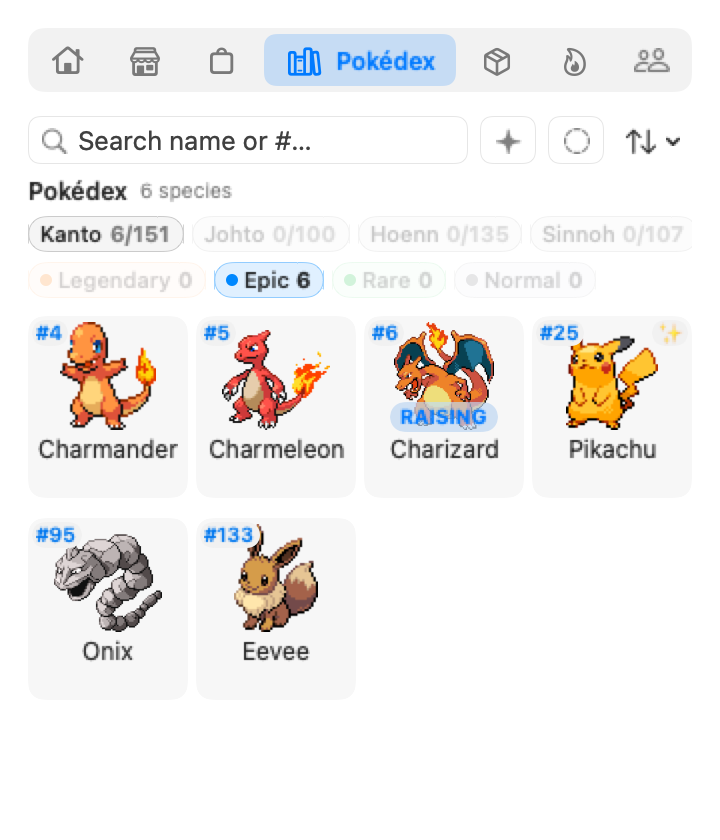 Pokédex
Search name or #...
Pokédex 6 species
Kanto 6/151 Johto 0/100 Hoenn 0/135 Sinnoh 0/107
Legendary 0 Epic 6 Rare 0 Normal 0
#4 #5 #6 #25
RAISING
Charmander Charmeleon Charizard Pikachu
#95 #133
Onix Eevee